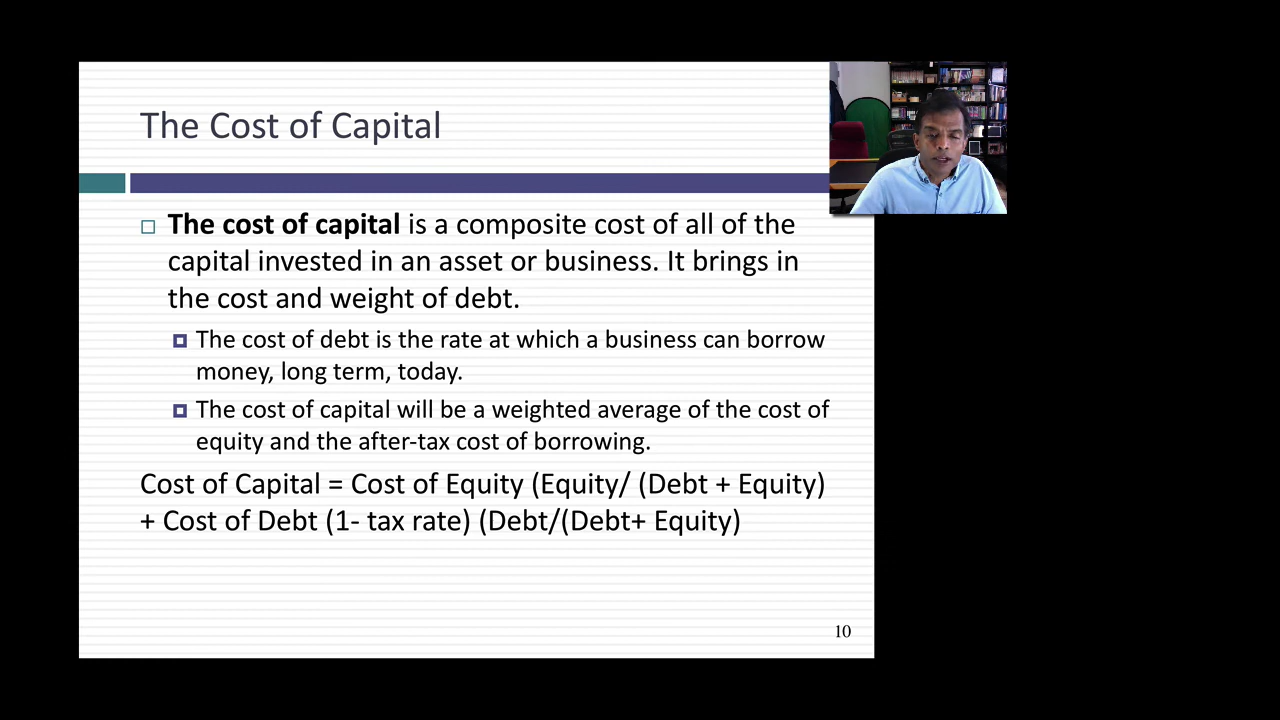 The Cost of Capital
The cost of capital is a composite cost of all of the
capital invested in an asset or business. It brings in
the cost and weight of debt.
The cost of debt is the rate at which a business can borrow
money, long term, today.
The cost of capital will be a weighted average of the cost of
equity and the after-tax cost of borrowing.
Cost of Capital = Cost of Equity (Equity/ (Debt + Equity)
+ Cost of Debt (1- tax rate) (Debt/(Debt+ Equity)
10